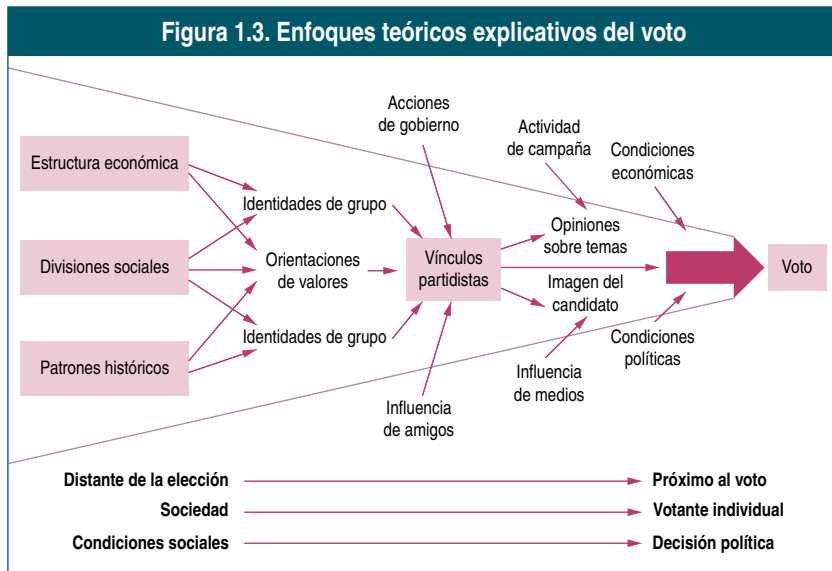 Figura 1.3. Enfoques teóricos explicativos del voto
Acciones
de gobierno
Actividad
de campaña
Condiciones
económicas
Estructura económica
Identidades de grupo
Opiniones
sobre temas
Divisiones sociales
Orientaciones
de valores
Vínculos
partidistas
Voto
Imagen del
candidato
Identidades de grupo
Patrones históricos
Condiciones
políticas
Influencia
de medios
Influencia
de amigos
Distante de la elección
Próximo al voto
Sociedad
Votante individual
Condiciones sociales
Decisión política